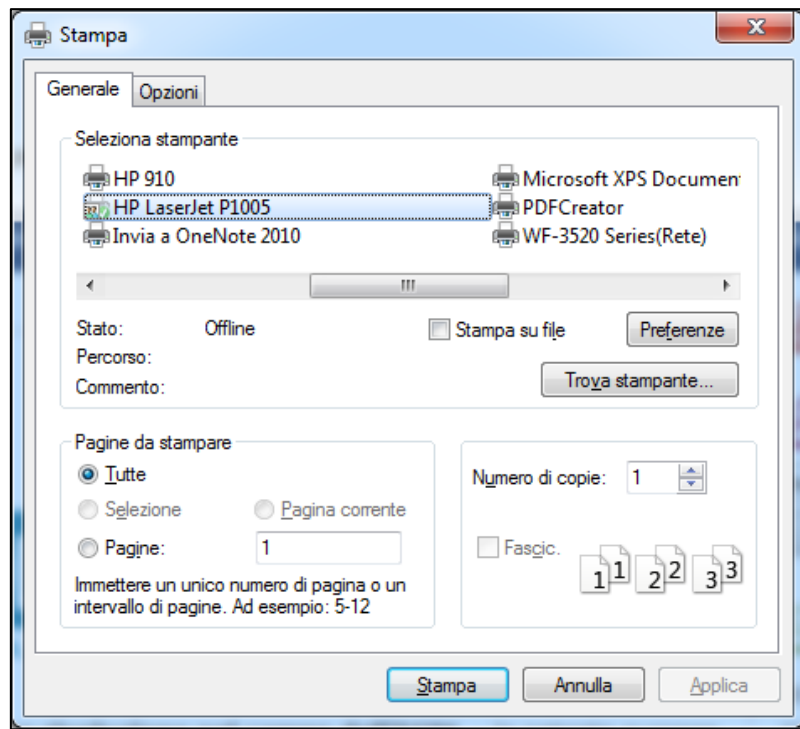 Stampa
Generale
Opzioni
Seleziona stampante
HP 910
Microsoft XPS Documen
HP LaserJet P1005
PDFCreator
Invia a OneNote 2010
WF-3520 Series(Rete)
Stato: Offline
Stampa su file
Preferenze
Percorso:
Commento:
Trova stampante...
Pagine da stampare
Tutte
Selezione
Pagina corrente
Pagine: 1
Immettere un unico numero di pagina o un
intervallo di pagine. Ad esempio: 5-12
Numero di copie: 1
Fascic.
1 1 2 2 3 3
Stampa
Annulla
Applica